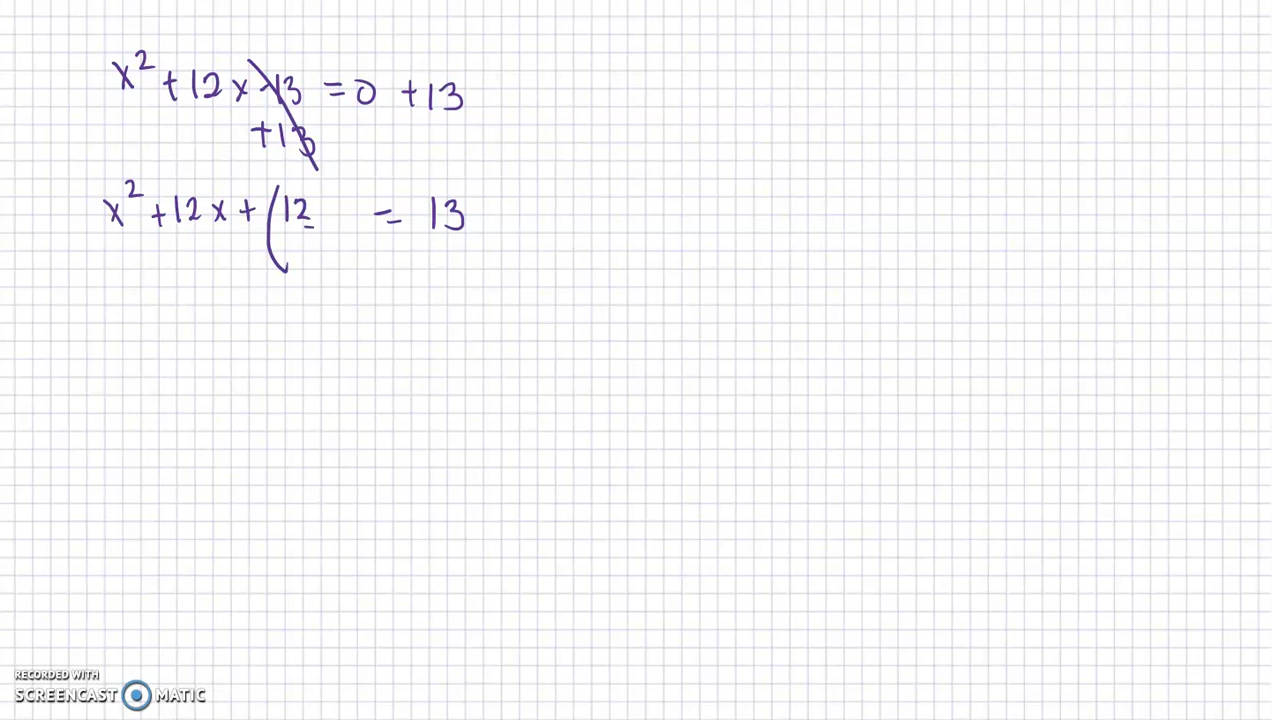 x² + 12x - 13 = 0 + 13
+13
x² + 12x + (12 = 13
RECORDED WITH
SCREENCAST MATIC